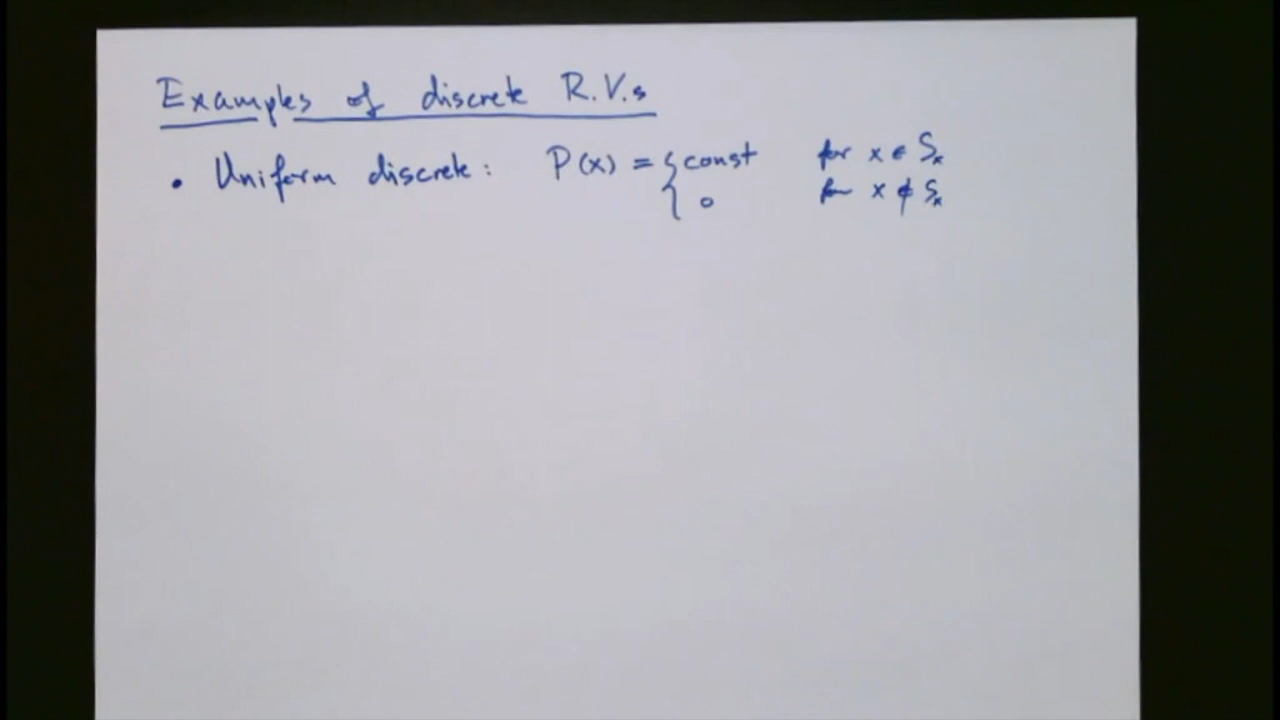 Examples of discrete R.V.s
• Uniform discrete: P(x) = { const for x ∈ Sx
0 for x ∉ Sx